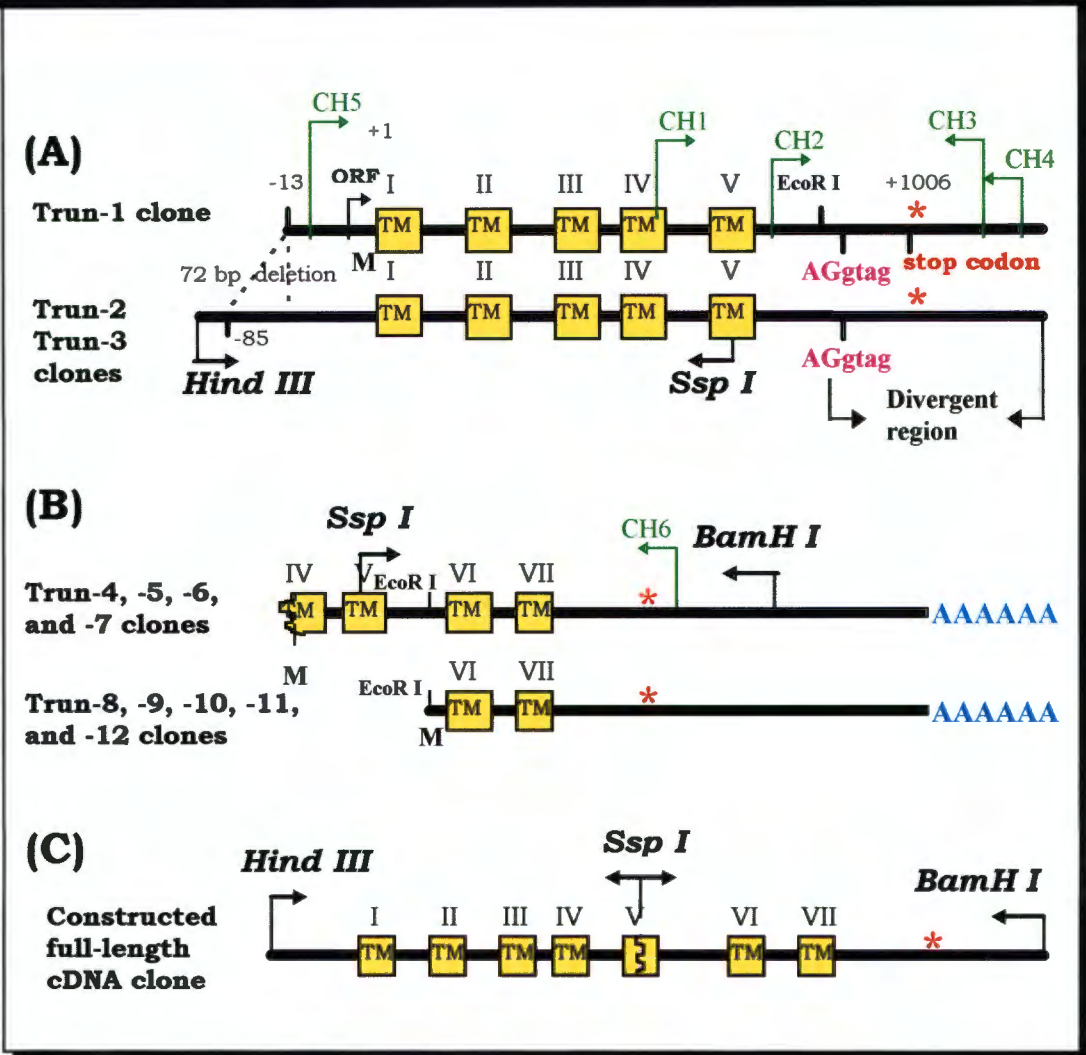 (A)
CH5
+1
CH1
CH2
CH3
CH4
-13
ORF
I II III IV V
EcoR I
+1006
*
Trun-1 clone
TM TM TM TM TM
M
72 bp deletion
I II III IV V
AGgtag
stop codon
*
Trun-2
Trun-3
clones
TM TM TM TM TM
-85
Hind III
Ssp I
AGgtag
Divergent
region
(B)
Ssp I
CH6
BamH I
IV V EcoR I VI VII
*
Trun-4, -5, -6,
and -7 clones
TM TM TM TM
AAAAAA
M
VI VII
EcoR I
*
Trun-8, -9, -10, -11,
and -12 clones
TM TM
AAAAAA
M
(C)
Hind III
Ssp I
BamH I
I II III IV V VI VII
*
Constructed
full-length
cDNA clone
TM TM TM TM TM TM